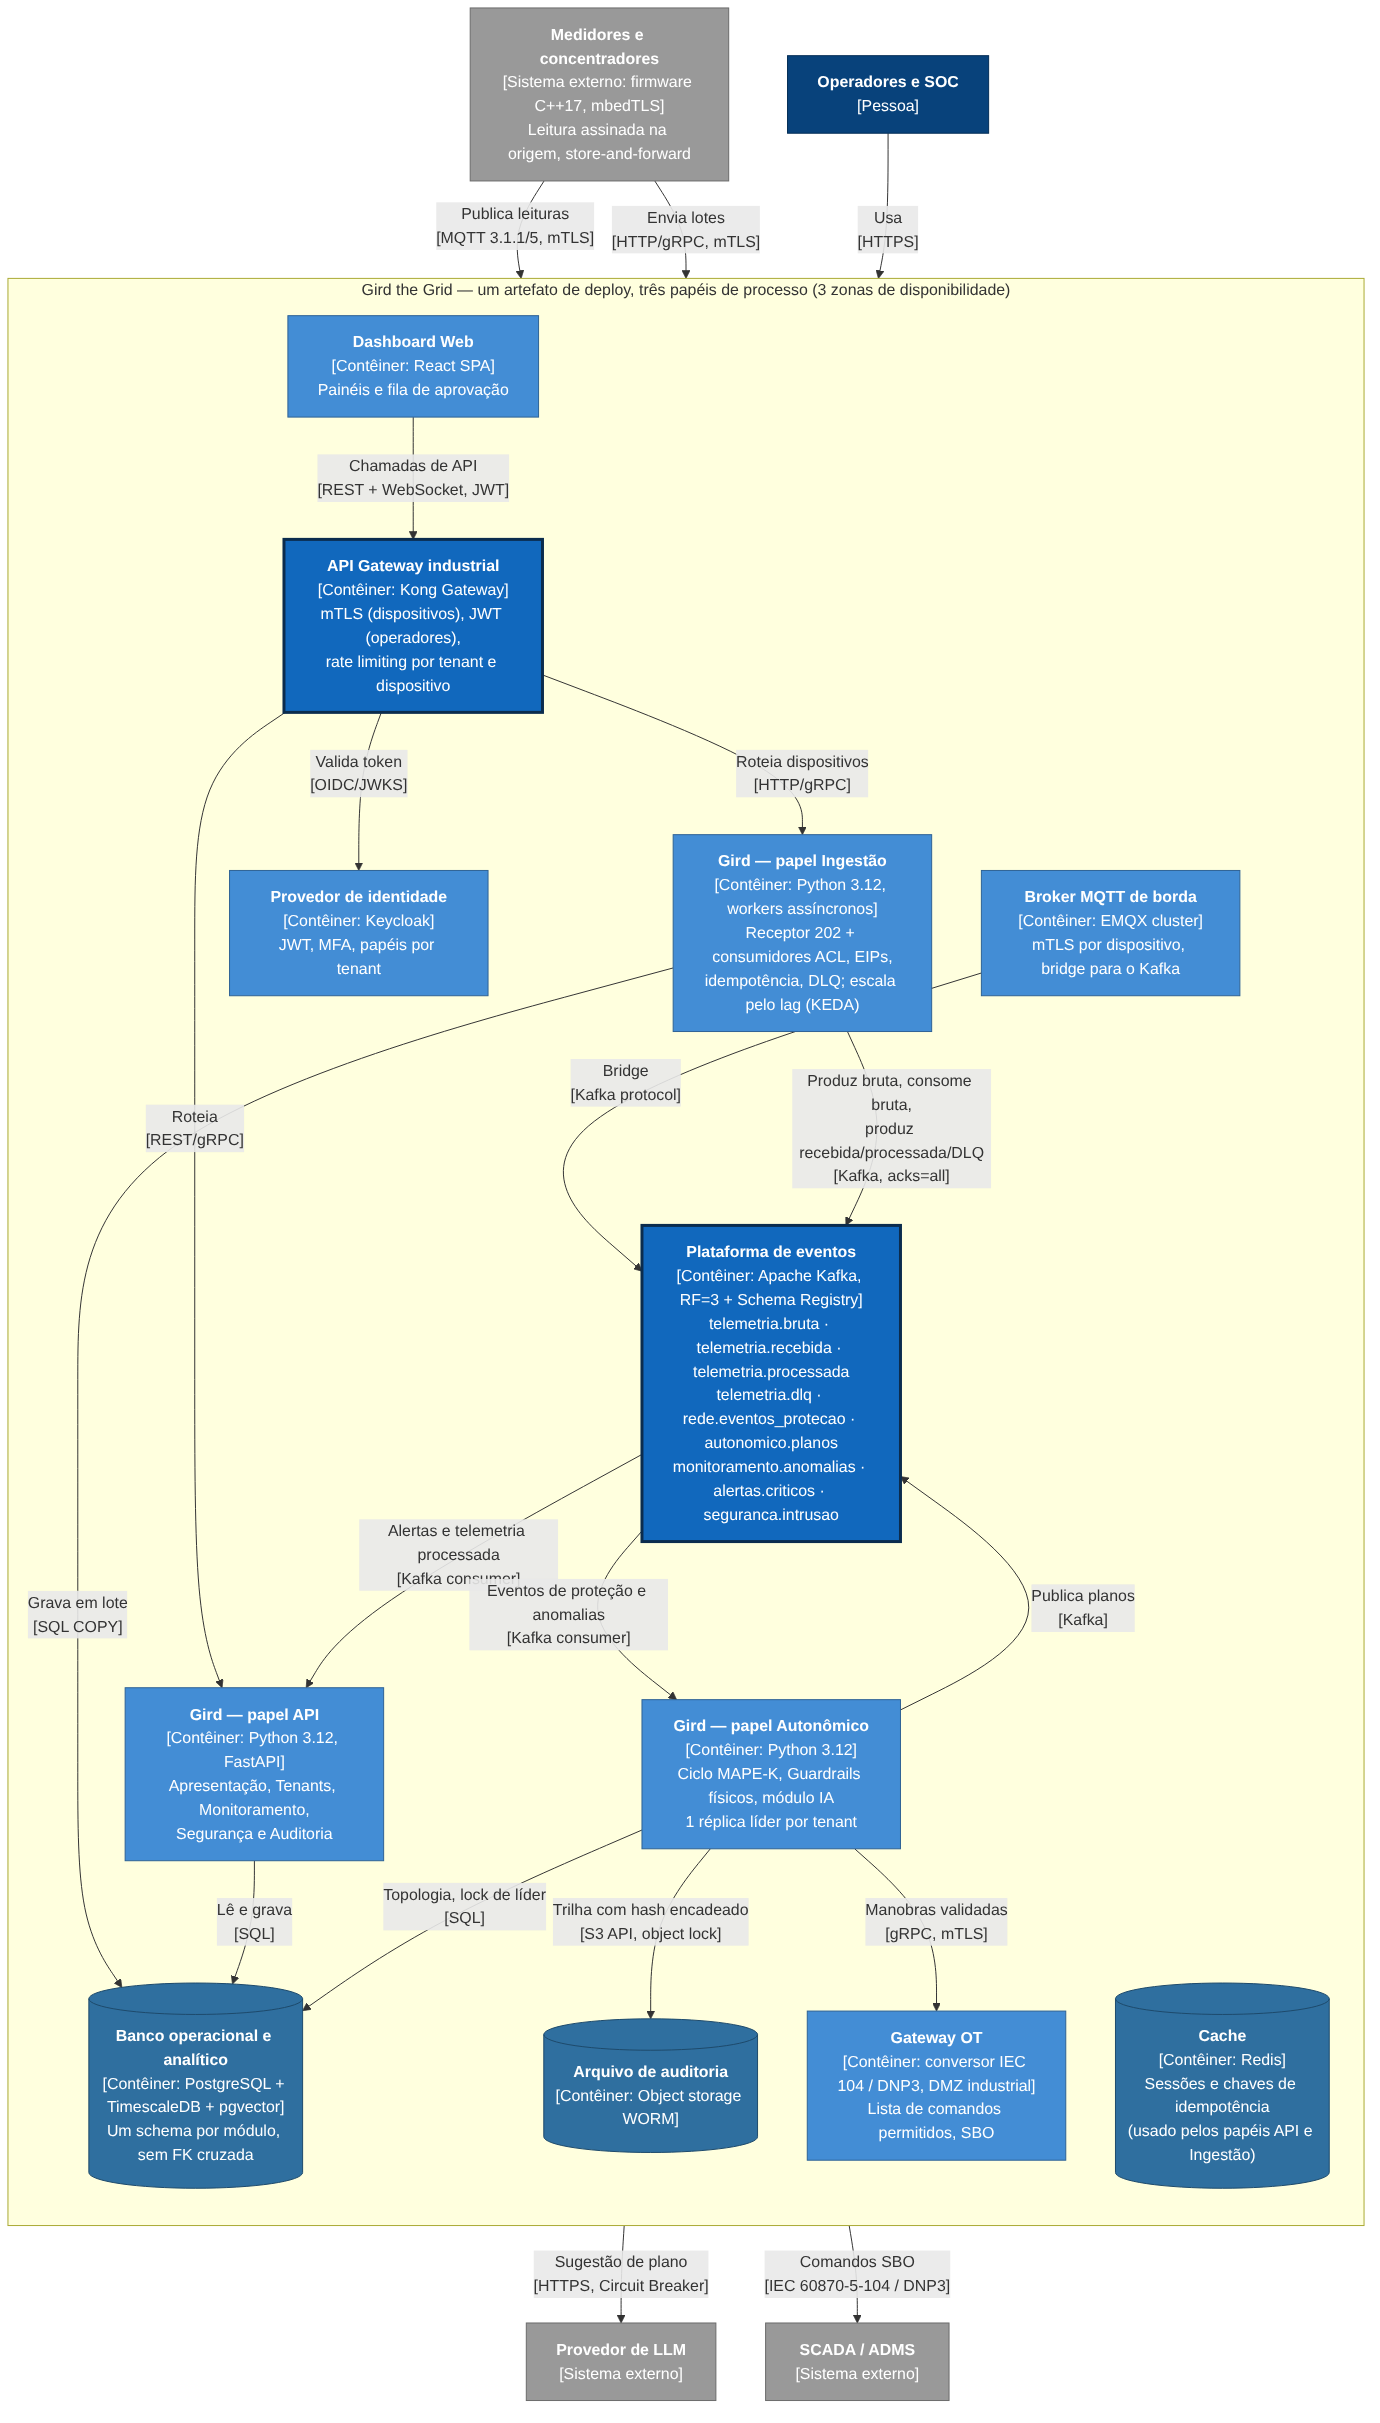 Medidores e
concentradores
[Sistema externo: firmware
C++17, mbedTLS]
Leitura assinada na
origem, store-and-forward
Operadores e SOC
[Pessoa]
Publica leituras
[MQTT 3.1.1/5, mTLS]
Envia lotes
[HTTP/gRPC, mTLS]
Usa
[HTTPS]
Gird the Grid — um artefato de deploy, três papéis de processo (3 zonas de disponibilidade)
Dashboard Web
[Contêiner: React SPA]
Painéis e fila de aprovação
Chamadas de API
[REST + WebSocket, JWT]
API Gateway industrial
[Contêiner: Kong Gateway]
mTLS (dispositivos), JWT
(operadores),
rate limiting por tenant e
dispositivo
Valida token
[OIDC/JWKS]
Roteia dispositivos
[HTTP/gRPC]
Provedor de identidade
[Contêiner: Keycloak]
JWT, MFA, papéis por
tenant
Gird — papel Ingestão
[Contêiner: Python 3.12,
workers assíncronos]
Receptor 202 +
consumidores ACL, EIPs,
idempotência, DLQ; escala
pelo lag (KEDA)
Broker MQTT de borda
[Contêiner: EMQX cluster]
mTLS por dispositivo,
bridge para o Kafka
Roteia
[REST/gRPC]
Bridge
[Kafka protocol]
Produz bruta, consome
bruta,
produz
recebida/processada/DLQ
[Kafka, acks=all]
Plataforma de eventos
[Contêiner: Apache Kafka,
RF=3 + Schema Registry]
telemetria.bruta ·
telemetria.recebida ·
telemetria.processada
telemetria.dlq ·
rede.eventos_protecao ·
autonomico.planos
monitoramento.anomalias ·
alertas.criticos ·
seguranca.intrusao
Grava em lote
[SQL COPY]
Alertas e telemetria
processada
[Kafka consumer]
Eventos de proteção e
anomalias
[Kafka consumer]
Publica planos
[Kafka]
Gird — papel API
[Contêiner: Python 3.12,
FastAPI]
Apresentação, Tenants,
Monitoramento,
Segurança e Auditoria
Gird — papel Autonômico
[Contêiner: Python 3.12]
Ciclo MAPE-K, Guardrails
físicos, módulo IA
1 réplica líder por tenant
Lê e grava
[SQL]
Topologia, lock de líder
[SQL]
Trilha com hash encadeado
[S3 API, object lock]
Manobras validadas
[gRPC, mTLS]
Banco operacional e
analítico
[Contêiner: PostgreSQL +
TimescaleDB + pgvector]
Um schema por módulo,
sem FK cruzada
Arquivo de auditoria
[Contêiner: Object storage
WORM]
Gateway OT
[Contêiner: conversor IEC
104 / DNP3, DMZ industrial]
Lista de comandos
permitidos, SBO
Cache
[Contêiner: Redis]
Sessões e chaves de
idempotência
(usado pelos papéis API e
Ingestão)
Sugestão de plano
[HTTPS, Circuit Breaker]
Comandos SBO
[IEC 60870-5-104 / DNP3]
Provedor de LLM
[Sistema externo]
SCADA / ADMS
[Sistema externo]